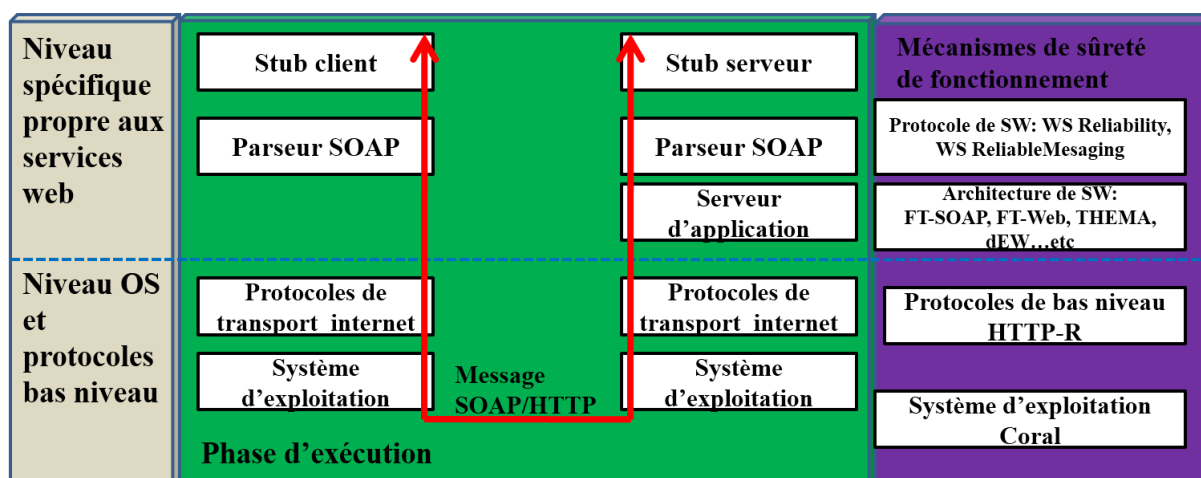 Niveau
spécifique
propre aux
services
web
Stub client
Stub serveur
Mécanismes de sûreté
de fonctionnement
Parseur SOAP
Parseur SOAP
Protocole de SW: WS Reliability,
WS ReliableMesaging
Serveur
d'application
Architecture de SW:
FT-SOAP, FT-Web, THEMA,
dEW…etc
Niveau OS
et
protocoles
bas niveau
Protocoles de
transport internet
Protocoles de
transport internet
Protocoles de bas niveau
HTTP-R
Système
d'exploitation
Message
SOAP/HTTP
Système
d'exploitation
Système d'exploitation
Coral
Phase d'exécution